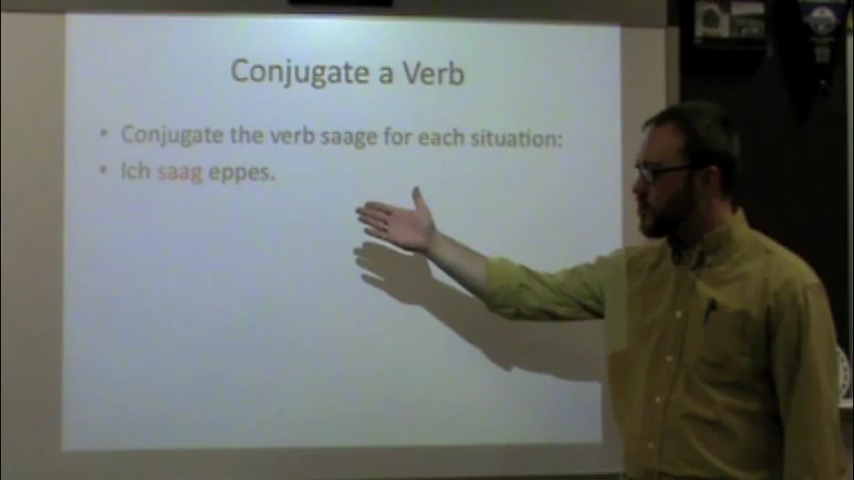 Conjugate a Verb
• Conjugate the verb saage for each situation:
• Ich saag eppes.